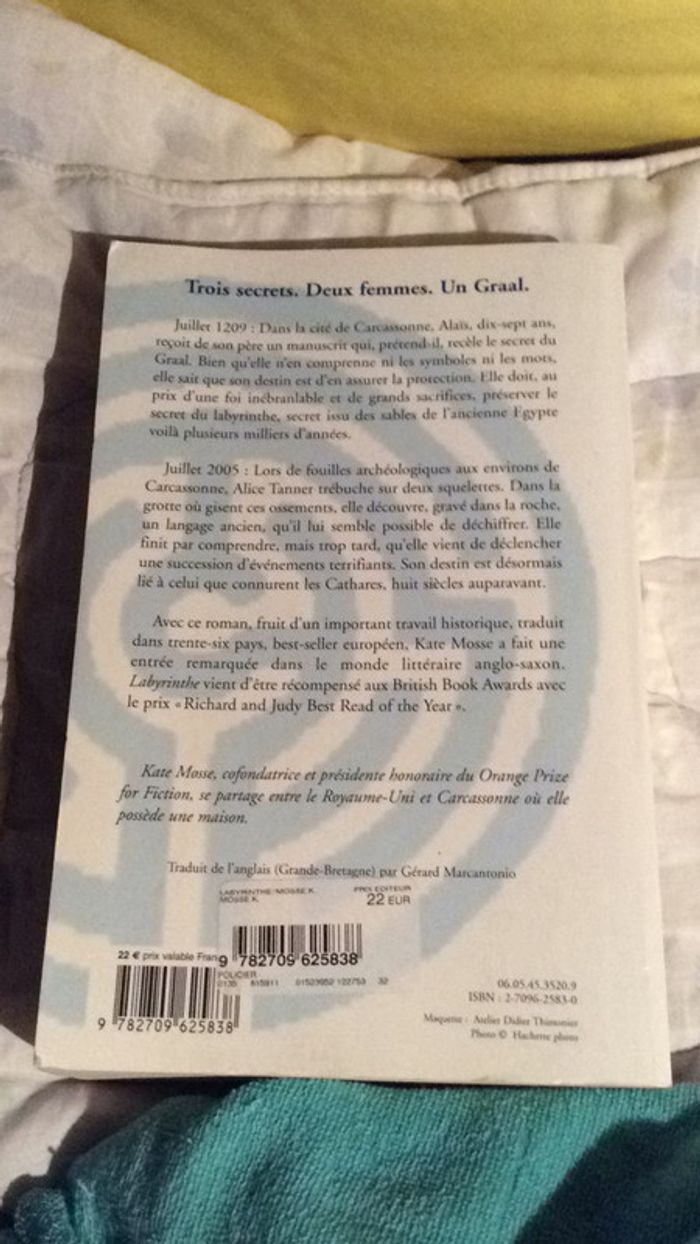 Trois secrets. Deux femmes. Un Graal.
Juillet 1209 : Dans la cité de Carcassonne, Alaïs, dix-sept ans,
reçoit de son père un manuscrit qui, prétend-il, recèle le secret du
Graal. Bien qu'elle n'en comprenne ni les symboles ni les mots,
elle sait que son destin est d'en assurer la protection. Elle doit, au
prix d'une foi inébranlable et de grands sacrifices, préserver le
secret du labyrinthe, secret issu des sables de l'ancienne Egypte
voilà plusieurs milliers d'années.
Juillet 2005 : Lors de fouilles archéologiques aux environs de
Carcassonne, Alice Tanner trébuche sur deux squelettes. Dans la
grotte où gisent ces ossements, elle découvre, gravé dans la roche,
un langage ancien, qu'il lui semble possible de déchiffrer. Elle
finit par comprendre, mais trop tard, qu'elle vient de déclencher
une succession d'événements terrifiants. Son destin est désormais
lié à celui que connurent les Cathares, huit siècles auparavant.
Avec ce roman, fruit d'un important travail historique, traduit
dans trente-six pays, best-seller européen, Kate Mosse a fait une
entrée remarquée dans le monde littéraire anglo-saxon.
Labyrinthe vient d'être récompensé aux British Book Awards avec
le prix « Richard and Judy Best Read of the Year ».
Kate Mosse, cofondatrice et présidente honoraire du Orange Prize
for Fiction, se partage entre le Royaume-Uni et Carcassonne où elle
possède une maison.
Traduit de l'anglais (Grande-Bretagne) par Gérard Marcantonio
LABYRINTHE/MOSSE K. PRIX EDITEUR
MOSSE K. 22 EUR
22 € prix valable Fran
9 782709 625838
POLICIER
0135 615911 01523952 122753 32
9 782709 625838
06.05.45.3520.9
ISBN : 2-7096-2583-0
Maquette : Atelier Didier Thimonier
Photo © Hachette photo